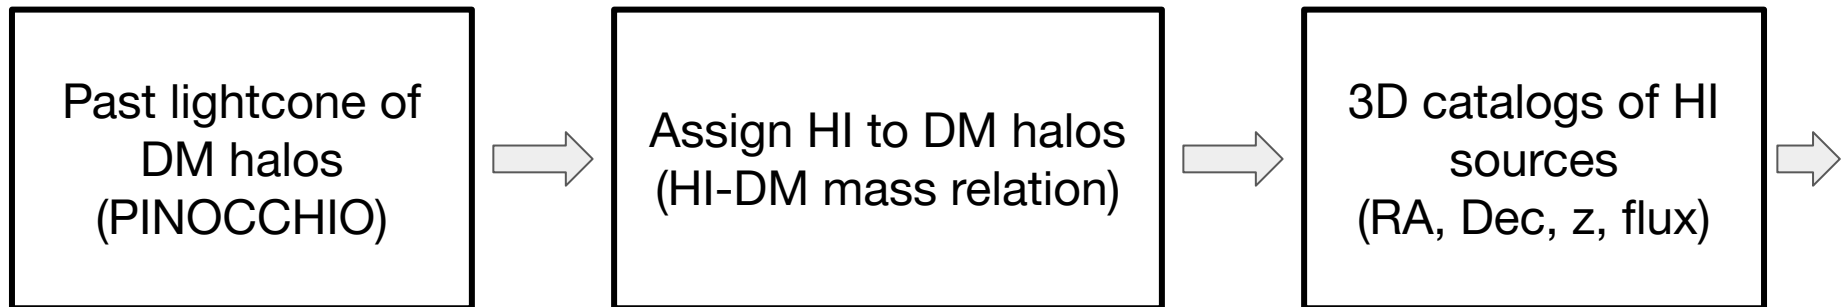 Past lightcone of
DM halos
(PINOCCHIO)
Assign HI to DM halos
(HI-DM mass relation)
3D catalogs of HI
sources
(RA, Dec, z, flux)